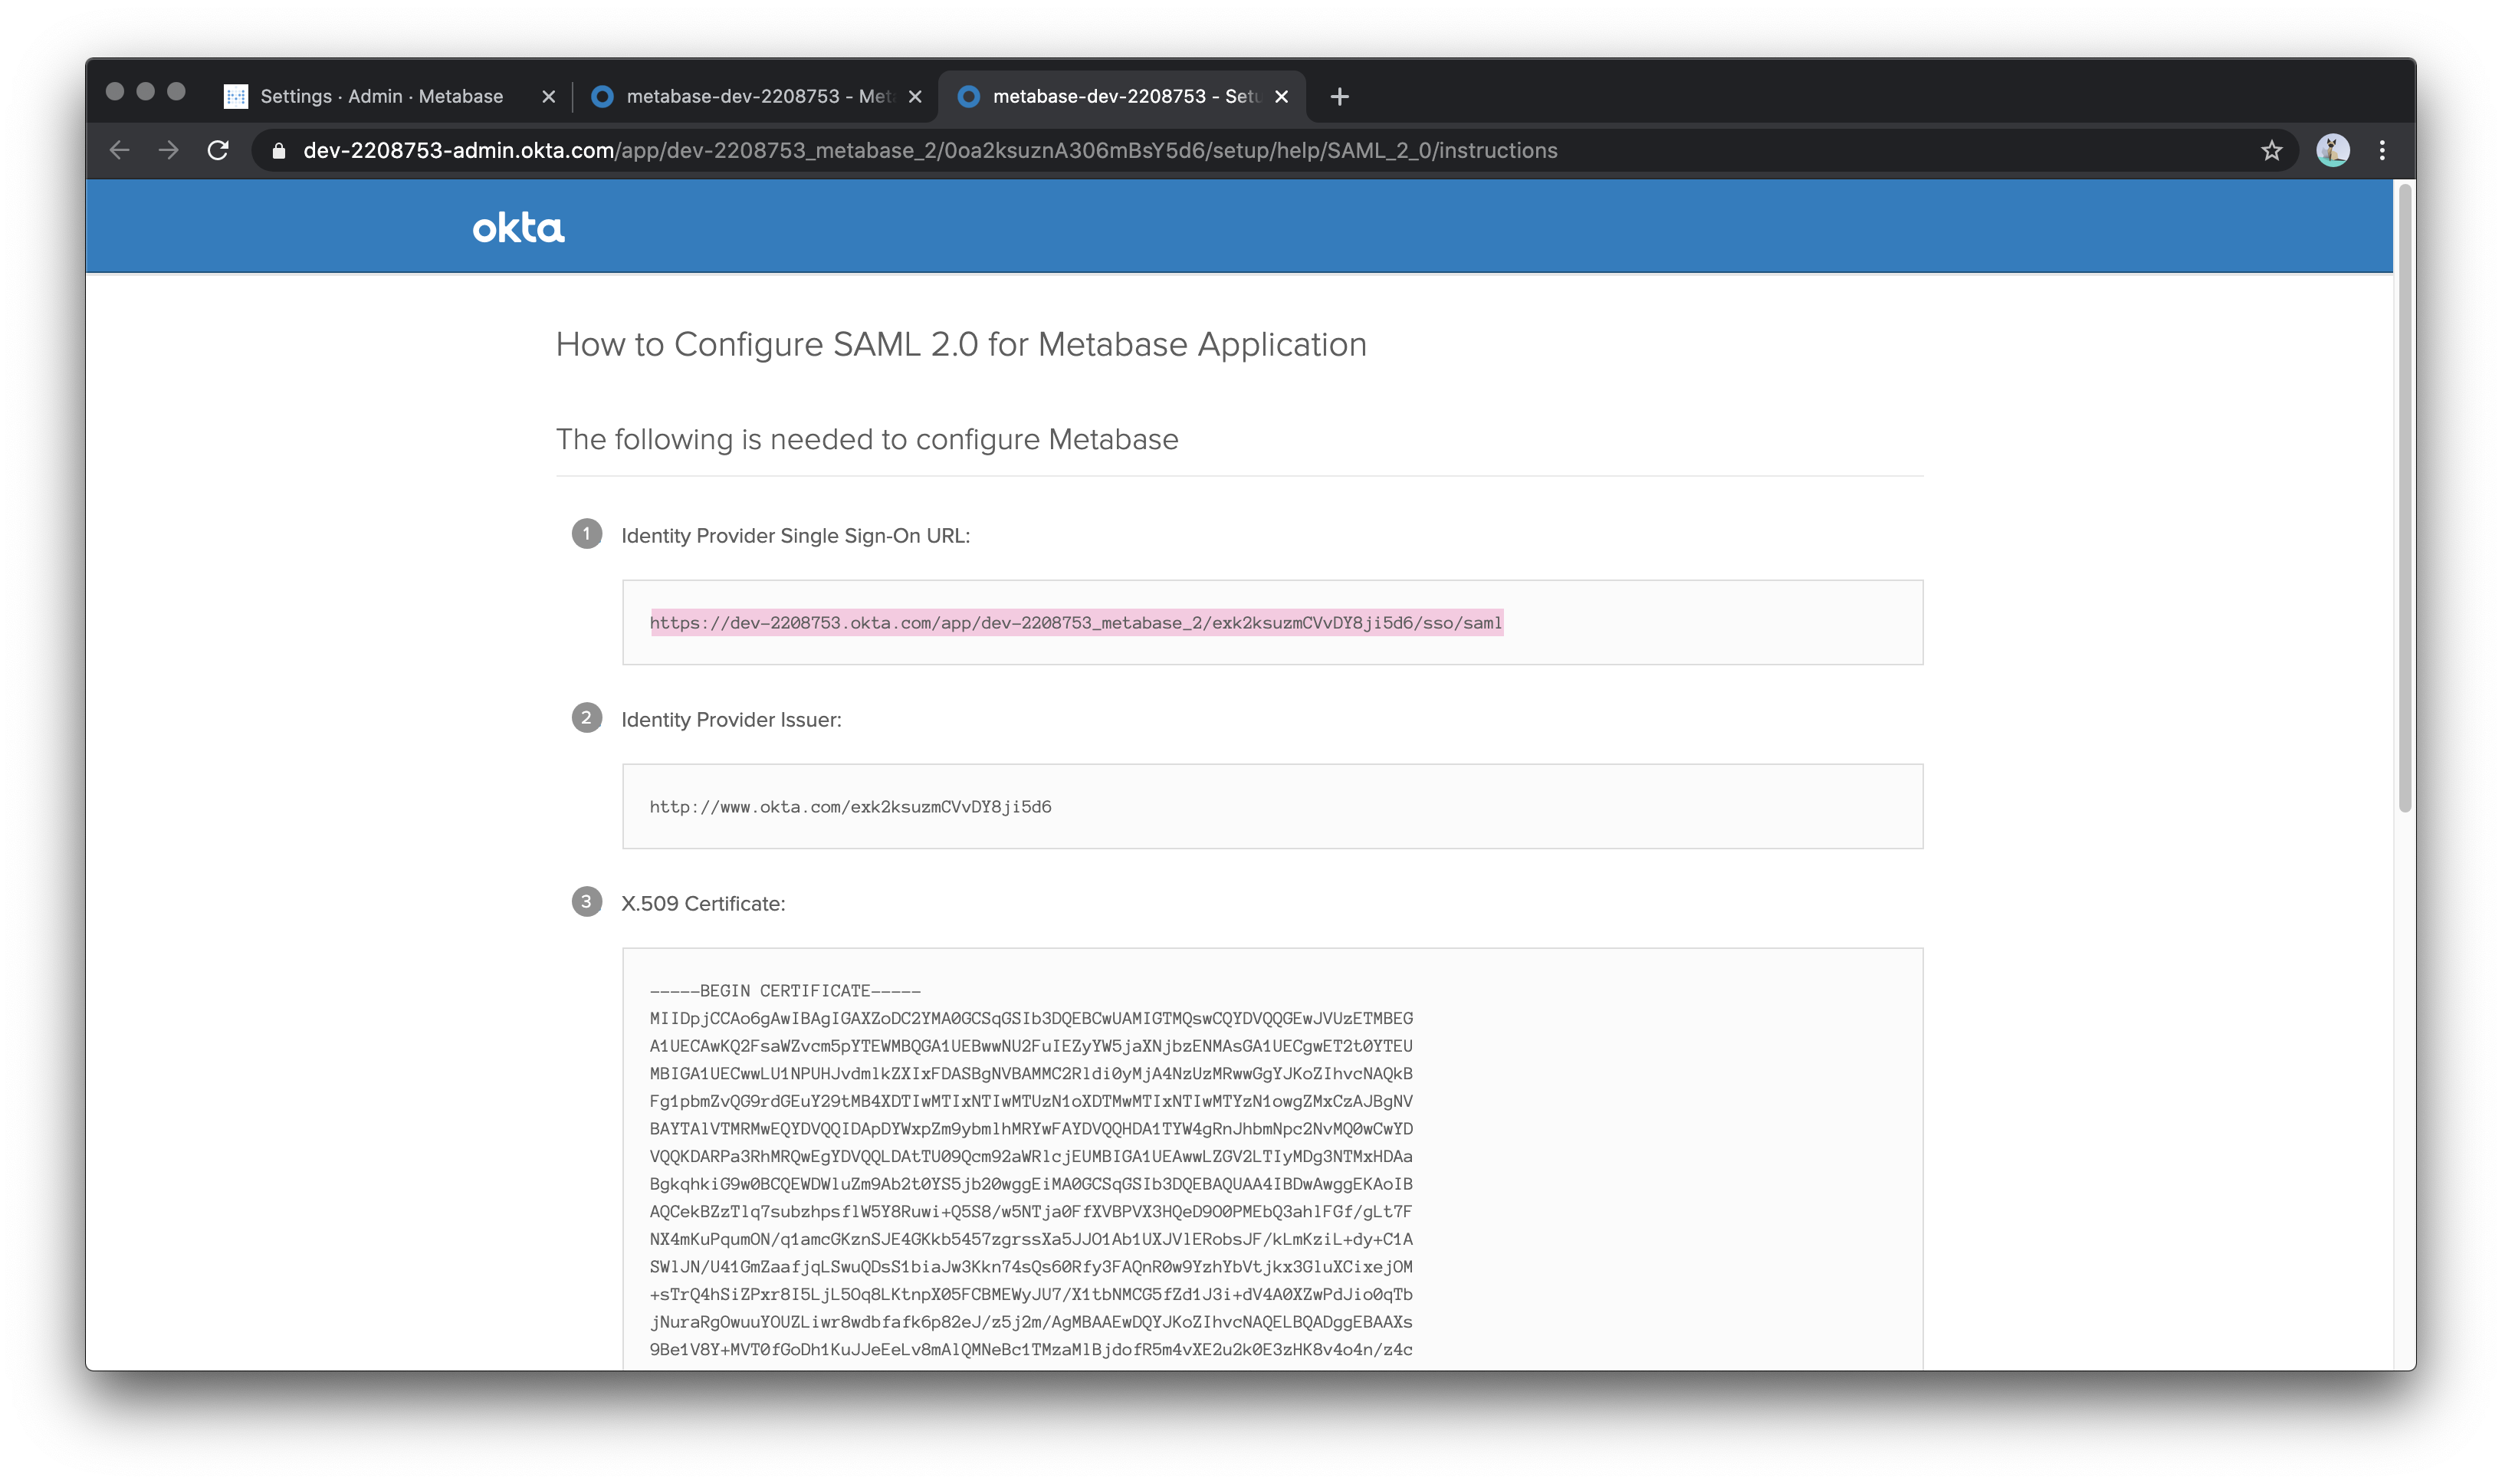 Settings · Admin · Metabase
metabase-dev-2208753 - Met
metabase-dev-2208753 - Setu
dev-2208753-admin.okta.com/app/dev-2208753_metabase_2/0oa2ksuznA306mBsY5d6/setup/help/SAML_2_0/instructions
okta
How to Configure SAML 2.0 for Metabase Application
The following is needed to configure Metabase
1 Identity Provider Single Sign-On URL:
https://dev-2208753.okta.com/app/dev-2208753_metabase_2/exk2ksuzmCVvDY8ji5d6/sso/saml
2 Identity Provider Issuer:
http://www.okta.com/exk2ksuzmCVvDY8ji5d6
3 X.509 Certificate:
-----BEGIN CERTIFICATE-----
MIIDpjCCAo6gAwIBAgIGAXZoDC2YMA0GCSqGSIb3DQEBCwUAMIGTMQswCQYDVQQGEwJVUzETMBEG
A1UECAwKQ2FsaWZvcm5pYTEWMBQGA1UEBwwNU2FuIEZyYW5jaXNjbzENMAsGA1UECgwET2t0YTEU
MBIGA1UECwwLU1NPUHJvdmlkZXIxFDASBgNVBAMMC2Rldi0yMjA4NzUzMRwwGgYJKoZIhvcNAQkB
Fg1pbmZvQG9rdGEuY29tMB4XDTIwMTIxNTIwMTUzN1oXDTMwMTIxNTIwMTYzN1owgZMxCzAJBgNV
BAYTAlVTMRMwEQYDVQQIDApDYWxpZm9ybmlhMRYwFAYDVQQHDA1TYW4gRnJhbmNpc2NvMQ0wCwYD
VQQKDARPa3RhMRQwEgYDVQQLDAtTU09Qcm92aWRlcjEUMBIGA1UEAwwLZGV2LTIyMDg3NTMxHDAa
BgkqhkiG9w0BCQEWDWluZm9Ab2t0YS5jb20wggEiMA0GCSqGSIb3DQEBAQUAA4IBDwAwggEKAoIB
AQCekBZzTlq7subzhpsflW5Y8Ruwi+Q5S8/w5NTja0FfXVBPVX3HQeD9O0PMEbQ3ahlFGf/gLt7F
NX4mKuPqumON/q1amcGKznSJE4GKkb5457zgrssXa5JJO1Ab1UXJVlERobsJF/kLmKziL+dy+C1A
SWlJN/U41GmZaafjqLSwuQDsS1biaJw3Kkn74sQs60Rfy3FAQnR0w9YzhYbVtjkx3GluXCixejOM
+sTrQ4hSiZPxr8I5LjL5Oq8LKtnpX05FCBMEWyJU7/X1tbNMCG5fZd1J3i+dV4A0XZwPdJio0qTb
jNuraRgOwuuYOUZLiwr8wdbfafk6p82eJ/z5j2m/AgMBAAEwDQYJKoZIhvcNAQELBQADggEBAAXs
9Be1V8Y+MVT0fGoDh1KuJJeEeLv8mAlQMNeBc1TMzaMlBjdofR5m4vXE2u2k0E3zHK8v4o4n/z4c